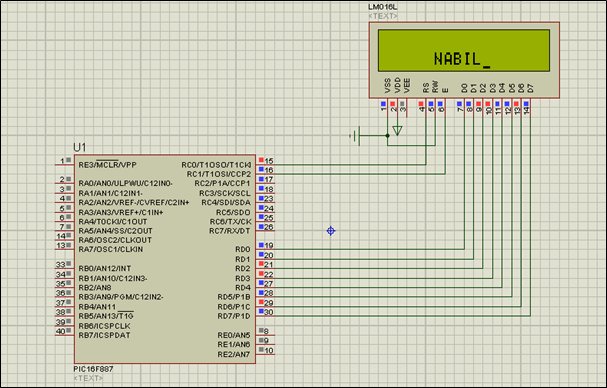 LM016L
<TEXT>
NABIL_
VSS VDD VEE RS RW E D0 D1 D2 D3 D4 D5 D6 D7
1 2 3 4 5 6 7 8 9 10 11 12 13 14
U1
1 RE3/MCLR/VPP RC0/T1OSO/T1CKI 15
RC1/T1OSI/CCP2 16
2 RA0/AN0/ULPWU/C12IN0- RC2/P1A/CCP1 17
3 RA1/AN1/C12IN1- RC3/SCK/SCL 18
4 RA2/AN2/VREF-/CVREF/C2IN+ RC4/SDI/SDA 23
5 RA3/AN3/VREF+/C1IN+ RC5/SDO 24
6 RA4/T0CKI/C1OUT RC6/TX/CK 25
7 RA5/AN4/SS/C2OUT RC7/RX/DT 26
14 RA6/OSC2/CLKOUT
13 RA7/OSC1/CLKIN RD0 19
RD1 20
33 RB0/AN12/INT RD2 21
34 RB1/AN10/C12IN3- RD3 22
35 RB2/AN8 RD4 27
36 RB3/AN9/PGM/C12IN2- RD5/P1B 28
37 RB4/AN11 RD6/P1C 29
38 RB5/AN13/T1G RD7/P1D 30
39 RB6/ICSPCLK
40 RB7/ICSPDAT RE0/AN5 8
RE1/AN6 9
RE2/AN7 10
PIC16F887
<TEXT>